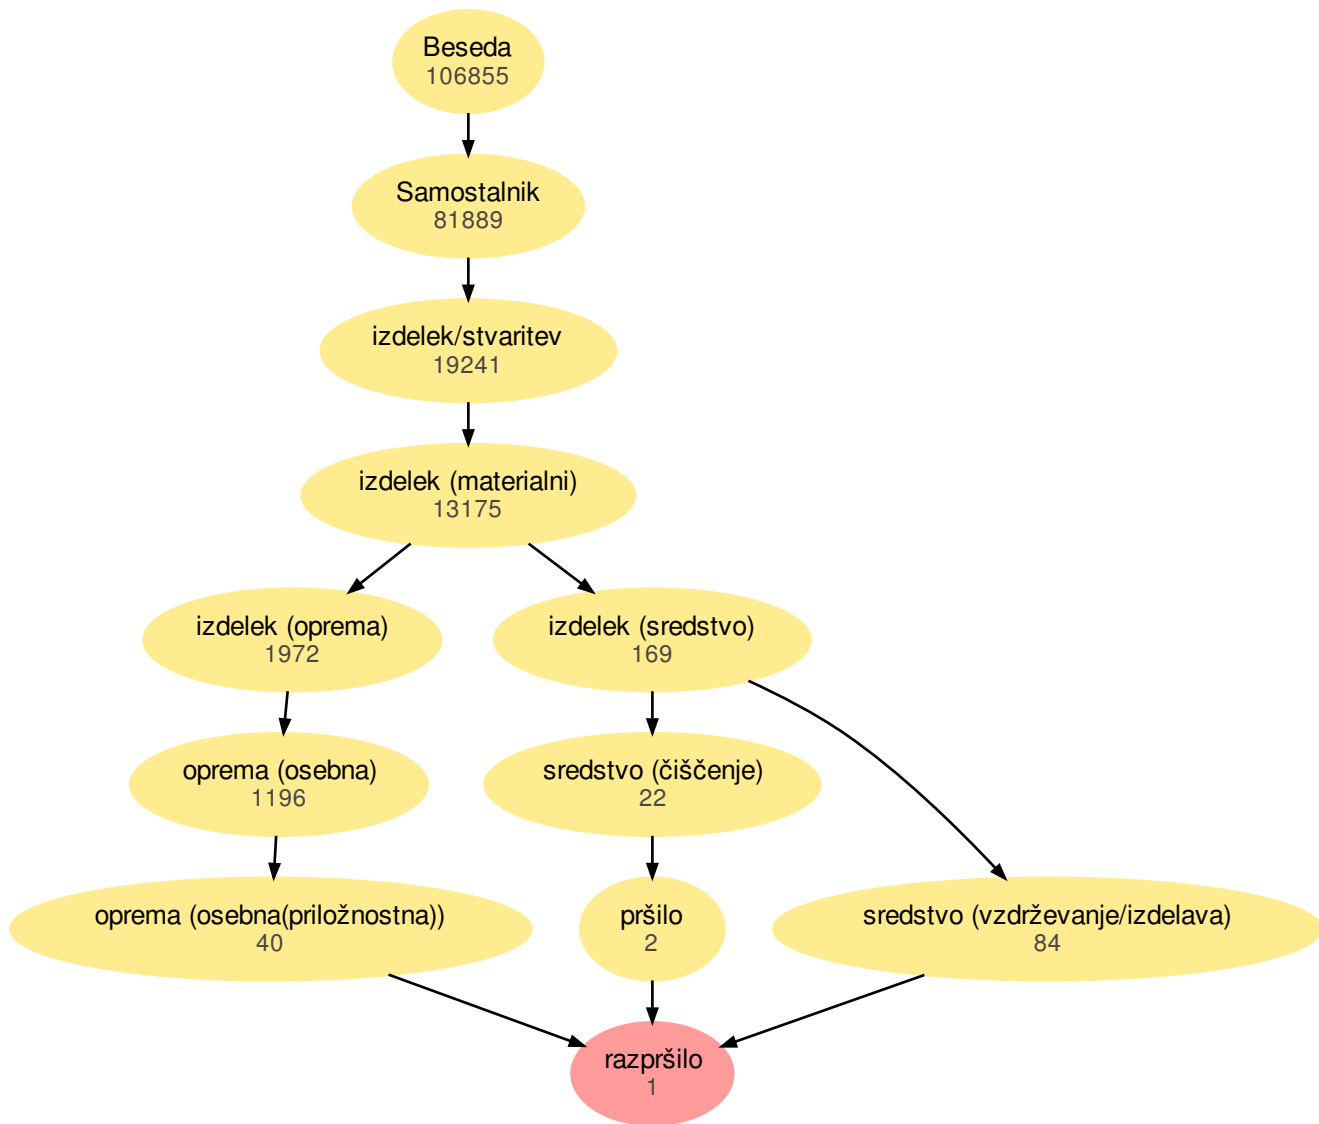 Beseda
106855
Samostalnik
81889
izdelek/stvaritev
19241
izdelek (materialni)
13175
izdelek (oprema)
1972
izdelek (sredstvo)
169
oprema (osebna)
1196
sredstvo (čiščenje)
22
oprema (osebna(priložnostna))
40
pršilo
2
sredstvo (vzdrževanje/izdelava)
84
razpršilo
1